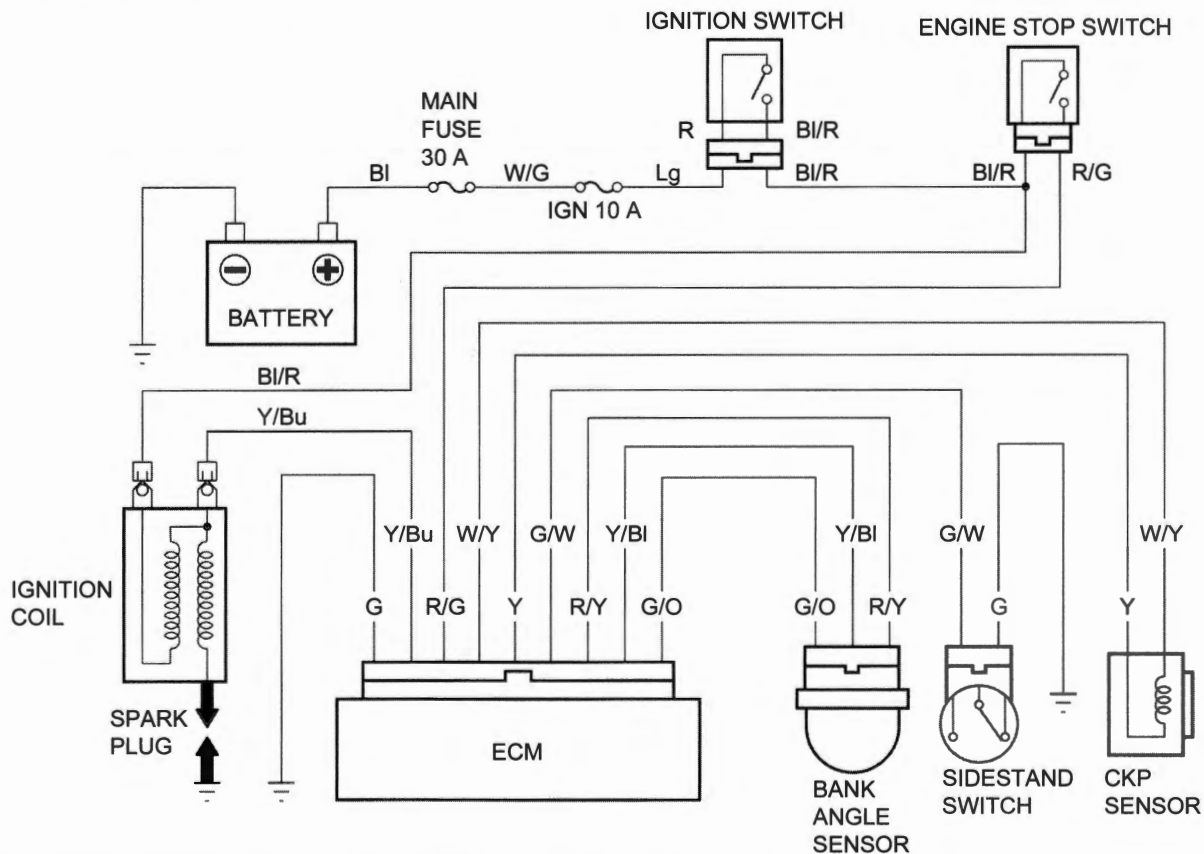 IGNITION SWITCH
ENGINE STOP SWITCH
MAIN
FUSE
30 A
R
Bl/R
Bl
W/G
Lg
Bl/R
Bl/R
R/G
IGN 10 A
BATTERY
Bl/R
Y/Bu
Y/Bu
W/Y
G/W
Y/Bl
Y/Bl
G/W
W/Y
IGNITION
COIL
G
R/G
Y
R/Y
G/O
G/O
R/Y
G
Y
SPARK
PLUG
ECM
BANK
ANGLE
SENSOR
SIDESTAND
SWITCH
CKP
SENSOR